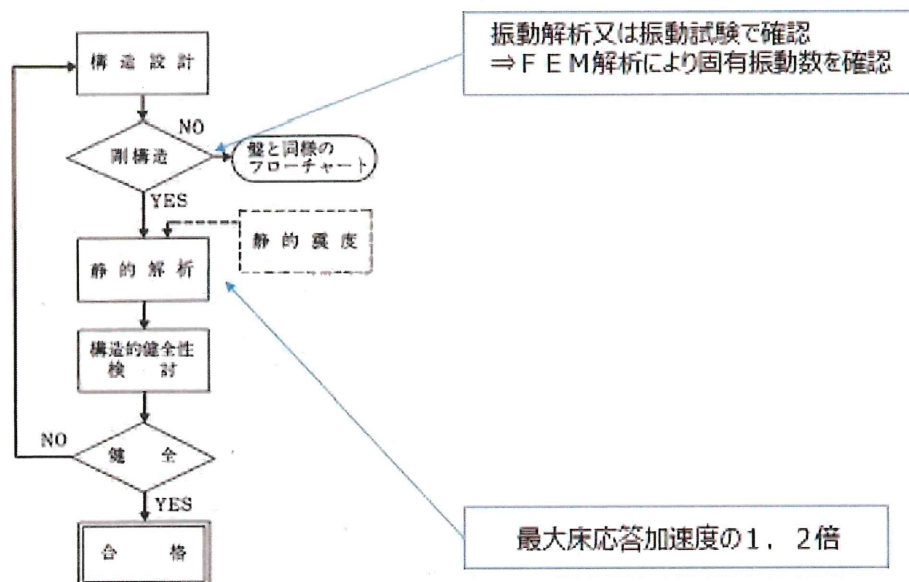 振動解析又は振動試験で確認
⇒ＦＥＭ解析により固有振動数を確認
構造設計
NO
剛構造
盤と同様の
フローチャート
YES
静的震度
静的解析
構造的健全性
検討
NO
健全
YES
合格
最大床応答加速度の１．２倍